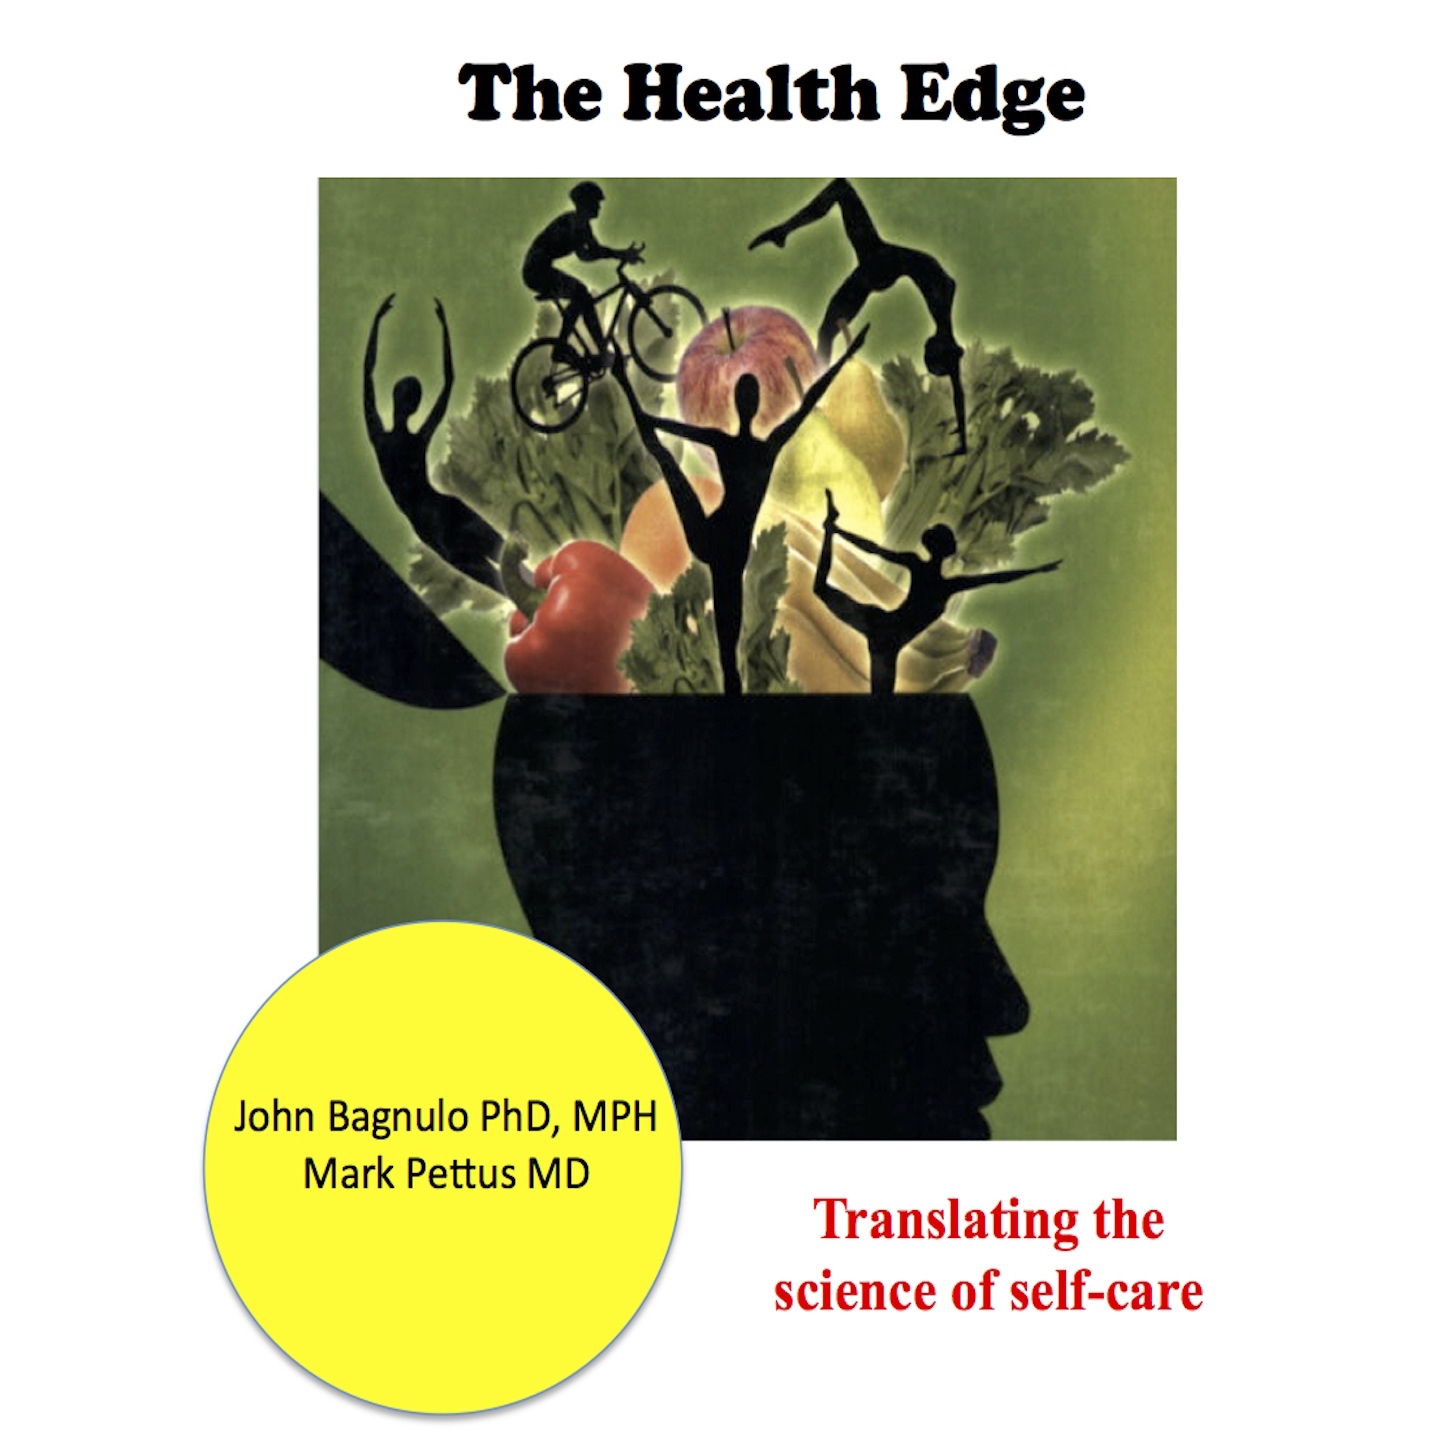 The Health Edge
John Bagnulo PhD, MPH
Mark Pettus MD
Translating the
science of self-care